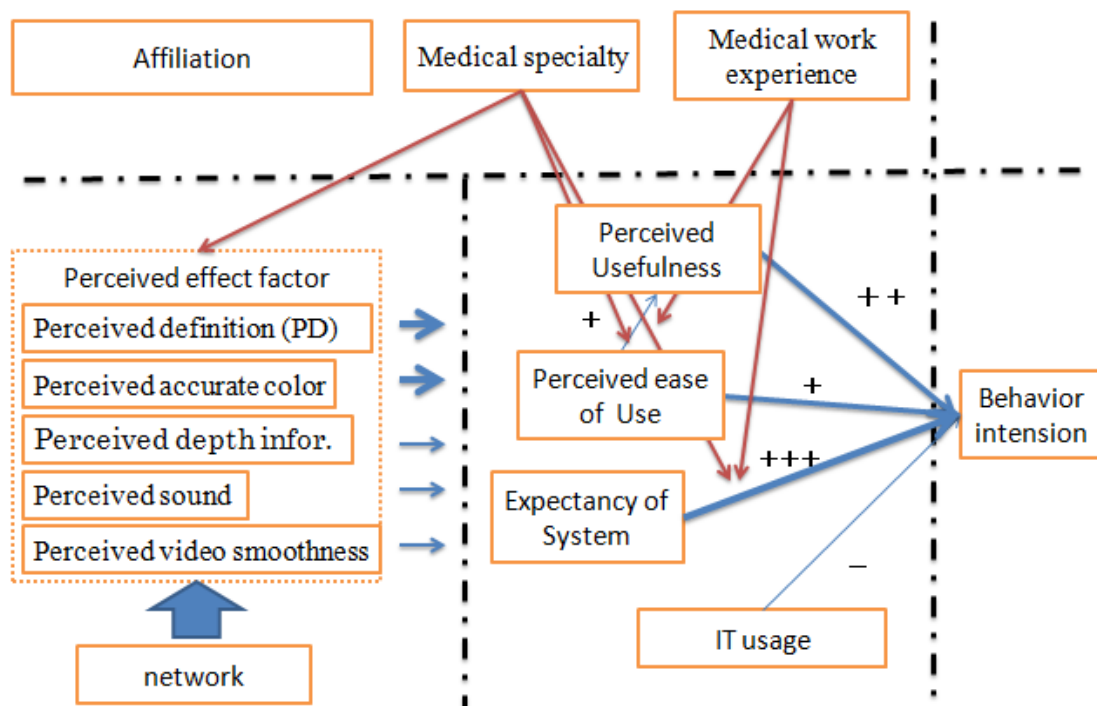 Affiliation
Medical specialty
Medical work
experience
Perceived effect factor
Perceived definition (PD)
Perceived accurate color
Perceived depth infor.
Perceived sound
Perceived video smoothness
network
Perceived
Usefulness
+
Perceived ease
of Use
Expectancy of
System
IT usage
++
+
+++
–
Behavior
intension